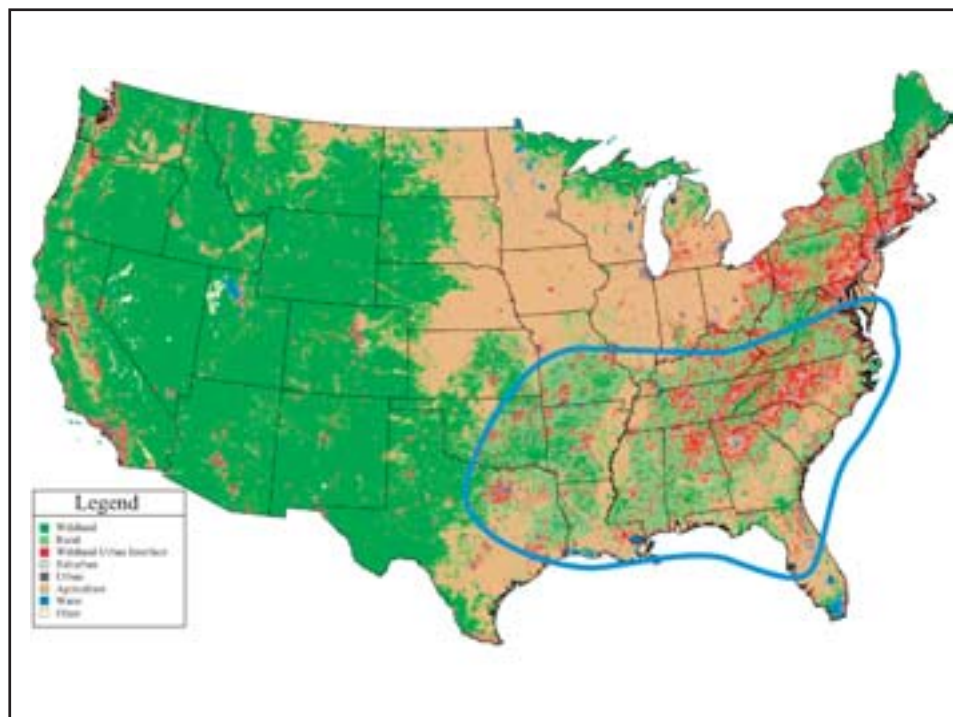 Legend
Wildland
Rural
Wildland Urban Interface
Suburban
Urban
Agriculture
Water
Other